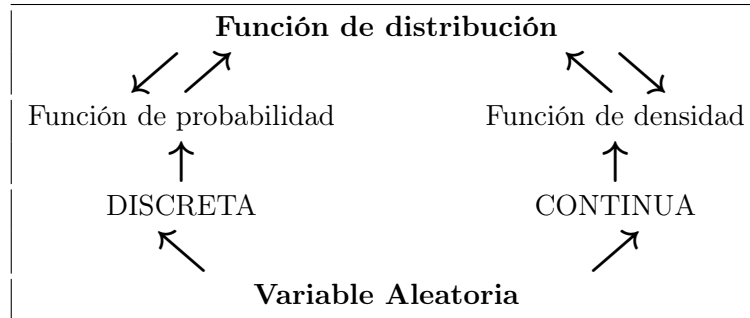 Función de distribución
Función de probabilidad Función de densidad
DISCRETA CONTINUA
Variable Aleatoria